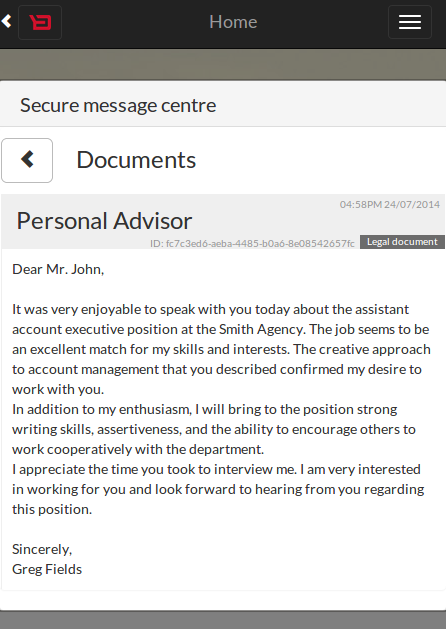 Home
Secure message centre
Documents
04:58PM 24/07/2014
Personal Advisor
ID: fc7c3ed6-aeba-4485-b0a6-8e08542657fc
Legal document
Dear Mr. John,
It was very enjoyable to speak with you today about the assistant
account executive position at the Smith Agency. The job seems to be
an excellent match for my skills and interests. The creative approach
to account management that you described confirmed my desire to
work with you.
In addition to my enthusiasm, I will bring to the position strong
writing skills, assertiveness, and the ability to encourage others to
work cooperatively with the department.
I appreciate the time you took to interview me. I am very interested
in working for you and look forward to hearing from you regarding
this position.
Sincerely,
Greg Fields